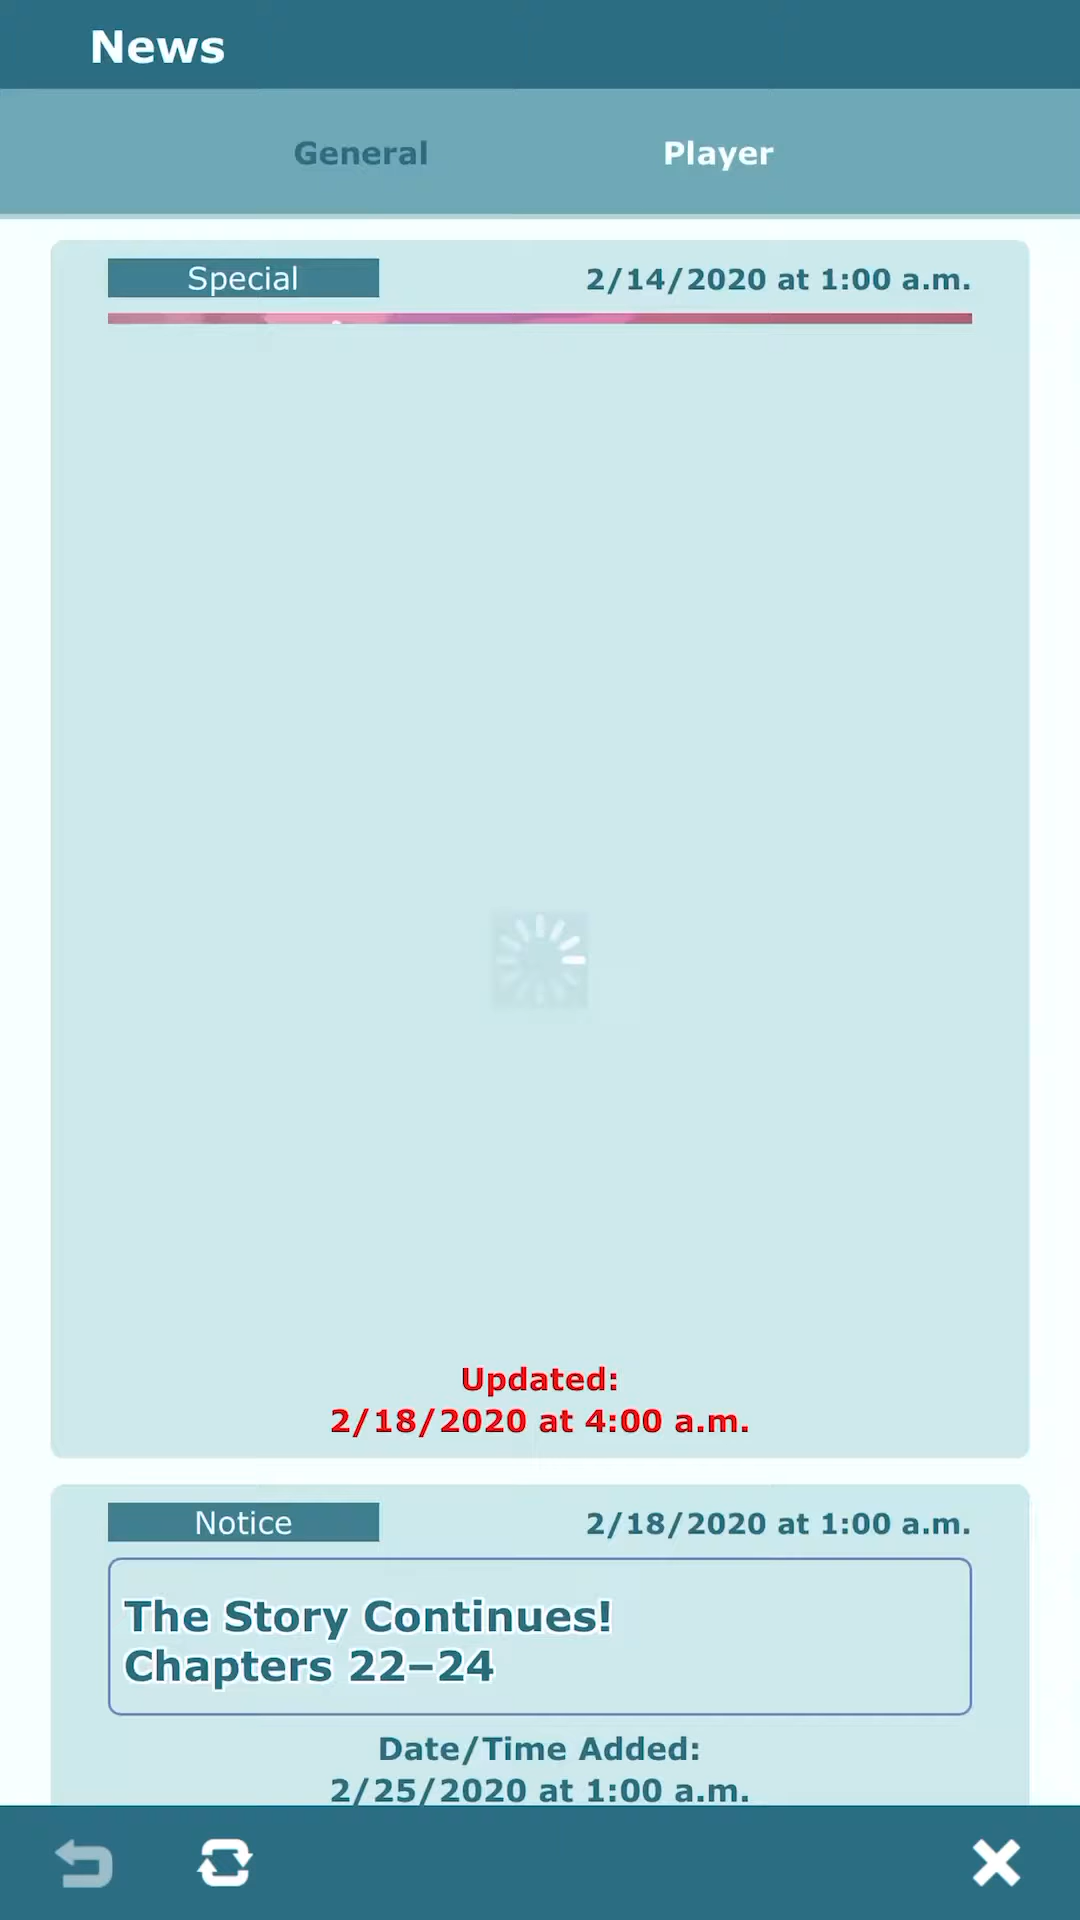 News
General
Player
Special
2/14/2020 at 1:00 a.m.
Updated:
2/18/2020 at 4:00 a.m.
Notice
2/18/2020 at 1:00 a.m.
The Story Continues!
Chapters 22–24
Date/Time Added:
2/25/2020 at 1:00 a.m.